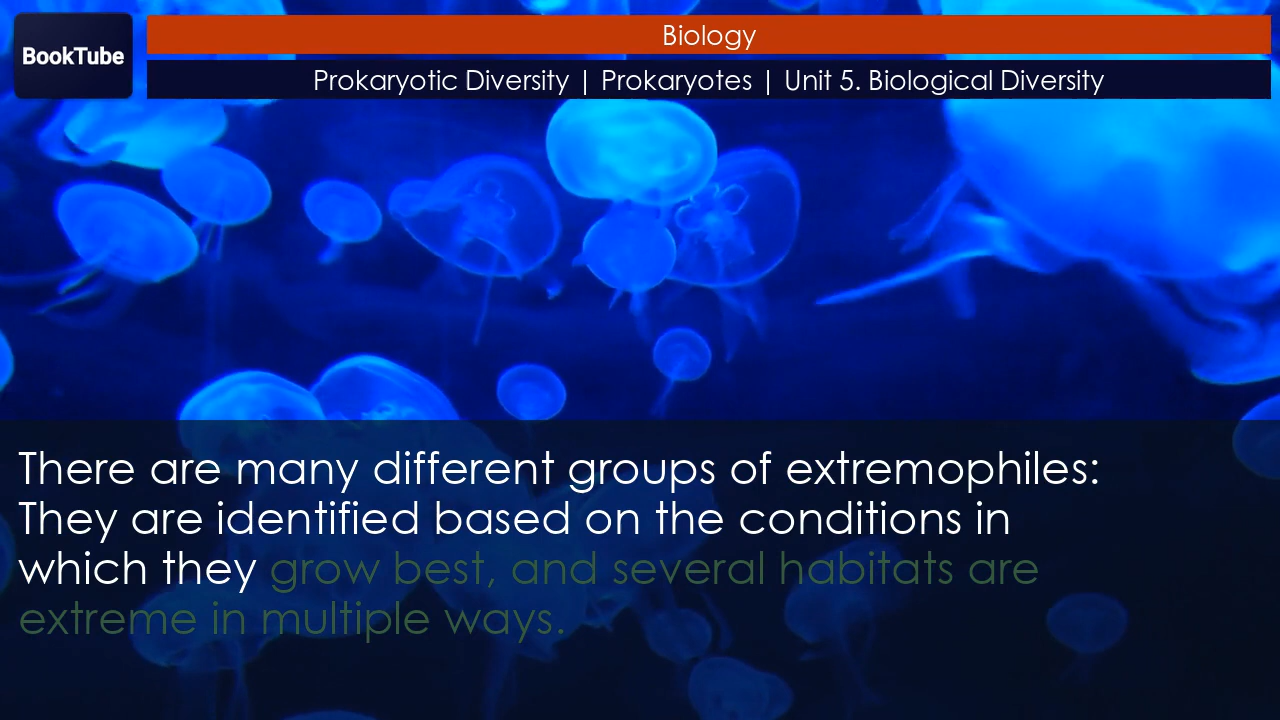 BookTube
Biology
Prokaryotic Diversity | Prokaryotes | Unit 5. Biological Diversity
There are many different groups of extremophiles:
They are identified based on the conditions in
which they grow best, and several habitats are
extreme in multiple ways.